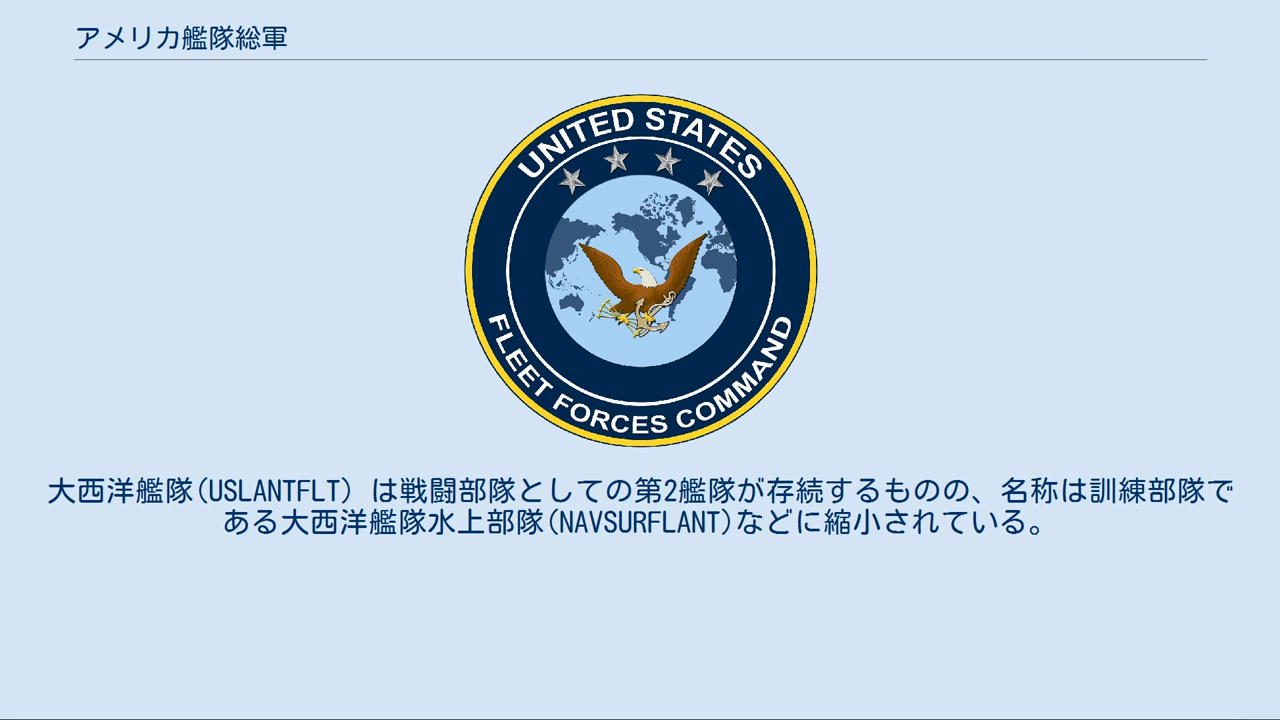 アメリカ艦隊総軍
UNITED STATES
FLEET FORCES COMMAND
大西洋艦隊(USLANTFLT) は戦闘部隊としての第2艦隊が存続するものの、名称は訓練部隊で
ある大西洋艦隊水上部隊(NAVSURFLANT)などに縮小されている。